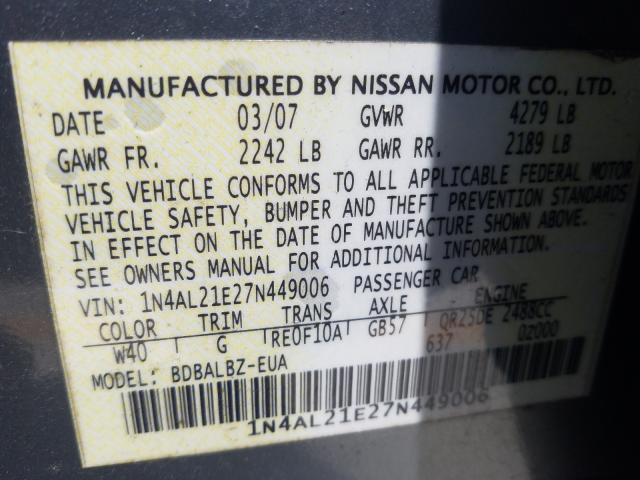 MANUFACTURED BY NISSAN MOTOR CO., LTD.
DATE 03/07 GVWR 4279 LB
GAWR FR. 2242 LB GAWR RR. 2189 LB
THIS VEHICLE CONFORMS TO ALL APPLICABLE FEDERAL MOTOR
VEHICLE SAFETY, BUMPER AND THEFT PREVENTION STANDARDS
IN EFFECT ON THE DATE OF MANUFACTURE SHOWN ABOVE.
SEE OWNERS MANUAL FOR ADDITIONAL INFORMATION.
VIN: 1N4AL21E27N449006 PASSENGER CAR
COLOR TRIM TRANS AXLE ENGINE
W40 G RE0F10A GB57 QR25DE 2488CC
MODEL: BDBALBZ-EUA 637 02000
1N4AL21E27N449006